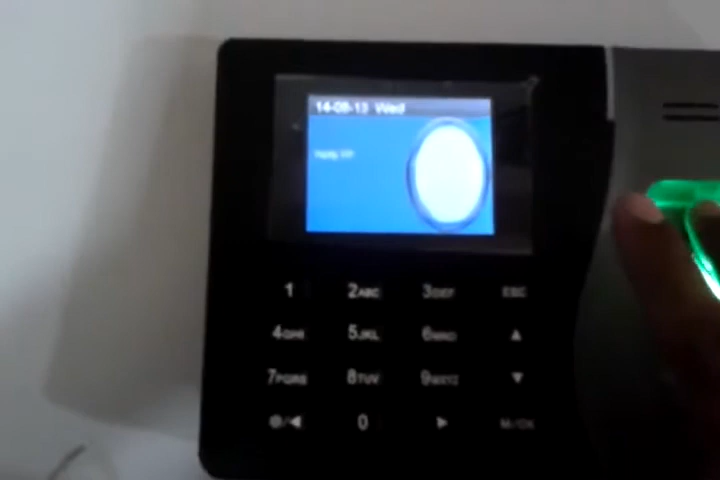 14-08-13 Wed
1 2ABC 3DEF ESC
4GHI 5JKL 6MNO ▲
7PQRS 8TUV 9WXYZ ▼
0 ► M/OK